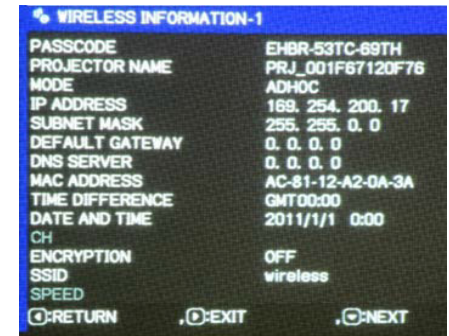 WIRELESS INFORMATION-1
PASSCODE EHBR-53TC-69TH
PROJECTOR NAME PRJ_001F67120F76
MODE ADHOC
IP ADDRESS 169. 254. 200. 17
SUBNET MASK 255. 255. 0. 0
DEFAULT GATEWAY 0. 0. 0. 0
DNS SERVER 0. 0. 0. 0
MAC ADDRESS AC-81-12-A2-0A-3A
TIME DIFFERENCE GMT00:00
DATE AND TIME 2011/1/1 0:00
CH
ENCRYPTION OFF
SSID wireless
SPEED
:RETURN ,:EXIT ,:NEXT